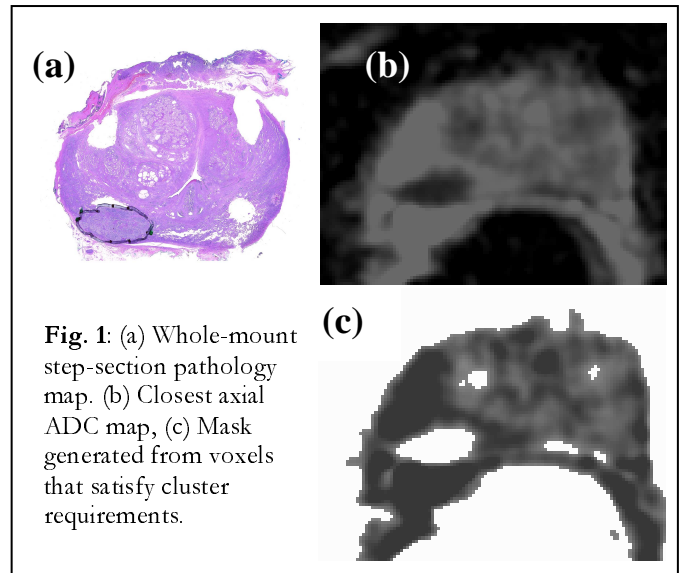 (a)
(b)
(c)
Fig. 1: (a) Whole-mount
step-section pathology
map. (b) Closest axial
ADC map, (c) Mask
generated from voxels
that satisfy cluster
requirements.